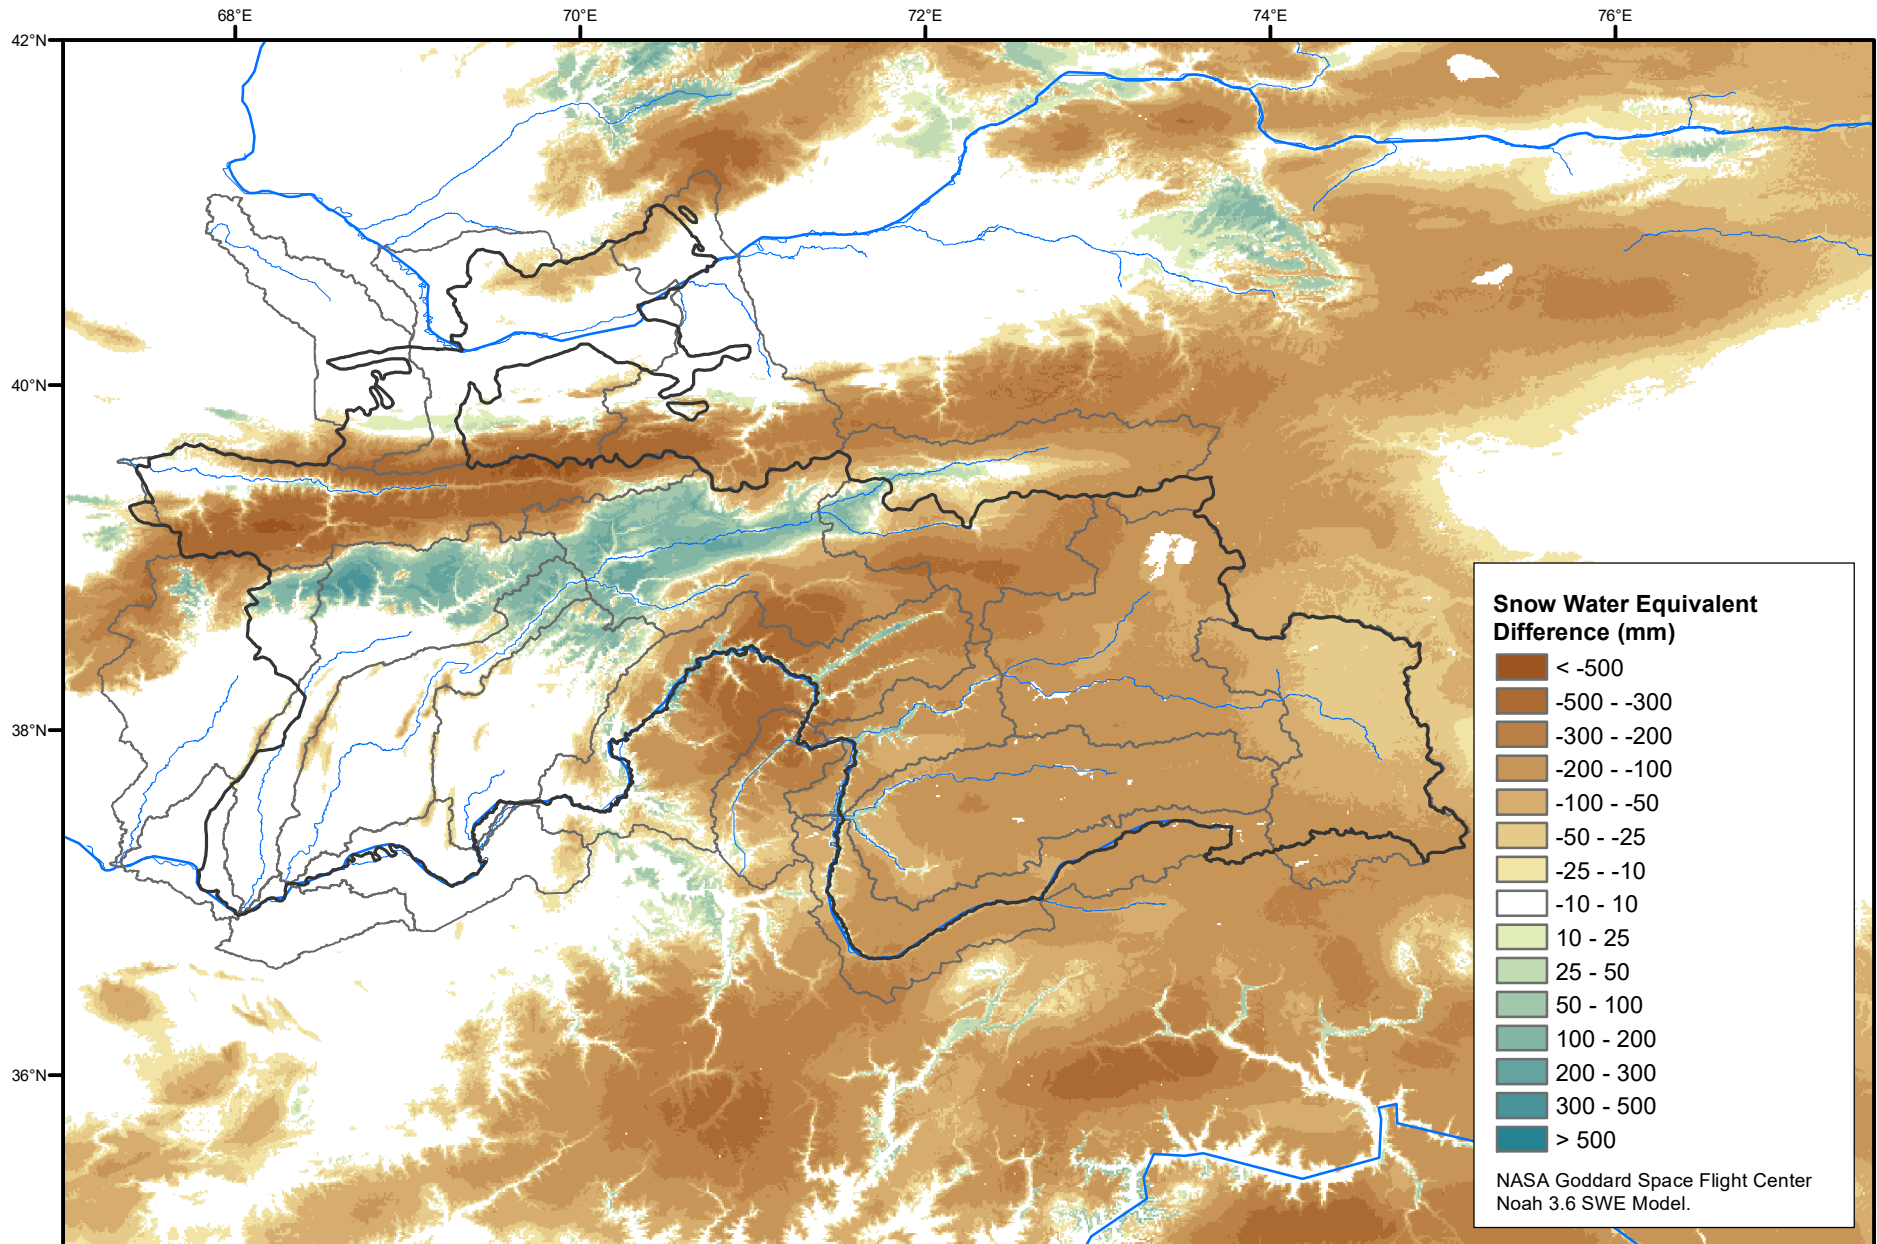 68°E
70°E
72°E
74°E
76°E
42°N
40°N
38°N
36°N
Snow Water Equivalent
Difference (mm)
< -500
-500 - -300
-300 - -200
-200 - -100
-100 - -50
-50 - -25
-25 - -10
-10 - 10
10 - 25
25 - 50
50 - 100
100 - 200
200 - 300
300 - 500
> 500
NASA Goddard Space Flight Center
Noah 3.6 SWE Model.